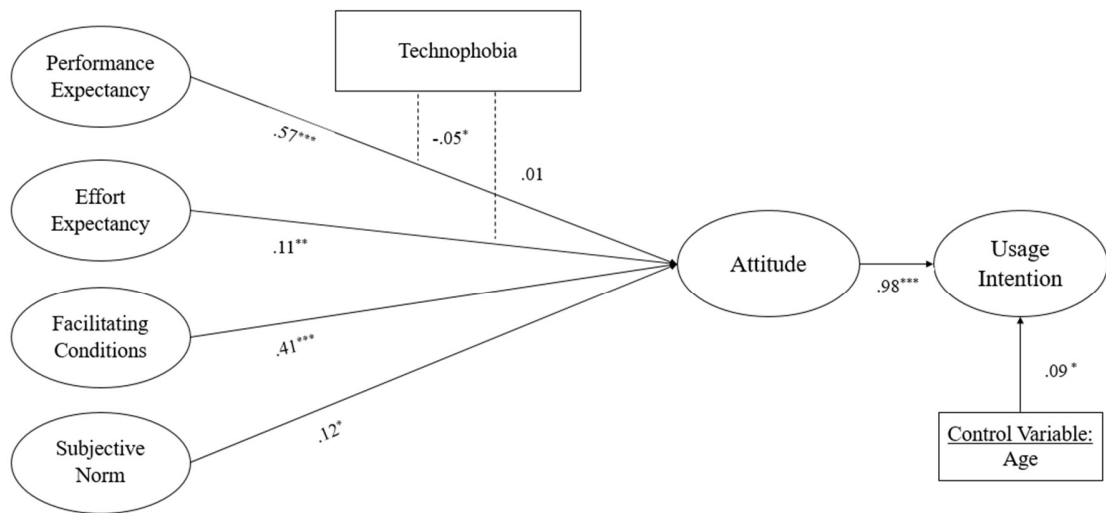 Technophobia
Performance
Expectancy
.57***
-.05*
.01
Effort
Expectancy
.11**
Attitude
.98***
Usage
Intention
Facilitating
Conditions
.41***
.09 *
Subjective
Norm
.12*
Control Variable:
Age